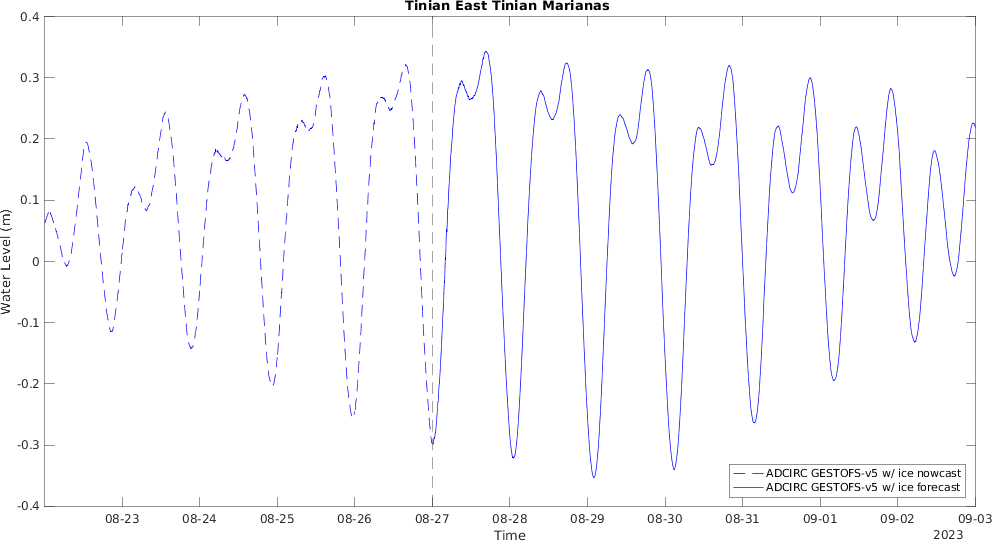 Tinian East Tinian Marianas
0.4
0.3
0.2
0.1
0
-0.1
-0.2
-0.3
-0.4
Water Level (m)
ADCIRC GESTOFS-v5 w/ ice nowcast
ADCIRC GESTOFS-v5 w/ ice forecast
08-23 08-24 08-25 08-26 08-27 08-28 08-29 08-30 08-31 09-01 09-02 09-03
Time
2023